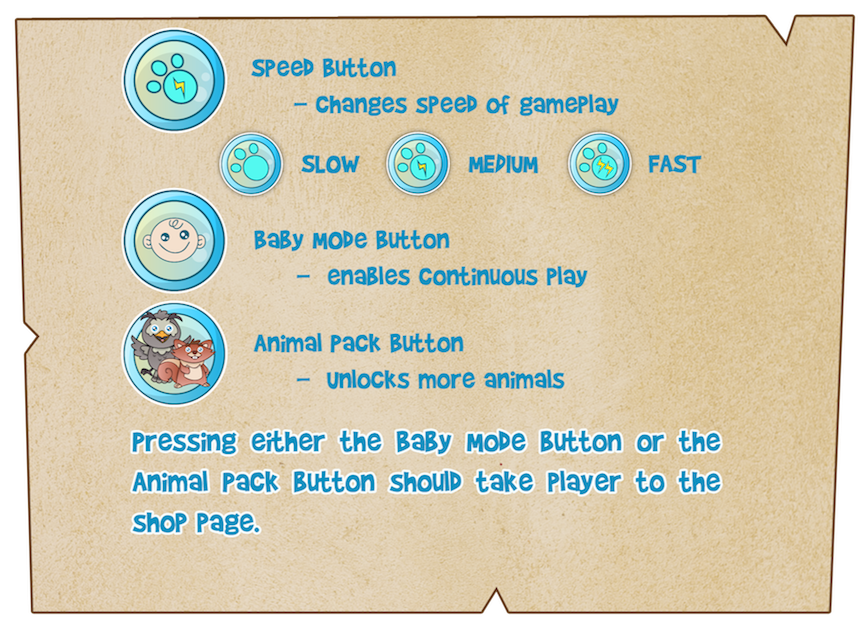 Speed Button
– Changes speed of gameplay
SLOW MEDIUM FAST
Baby Mode Button
– enables Continuous Play
Animal Pack Button
– unlocks more animals
Pressing either the Baby Mode Button or the
Animal Pack Button should take Player to the
Shop Page.